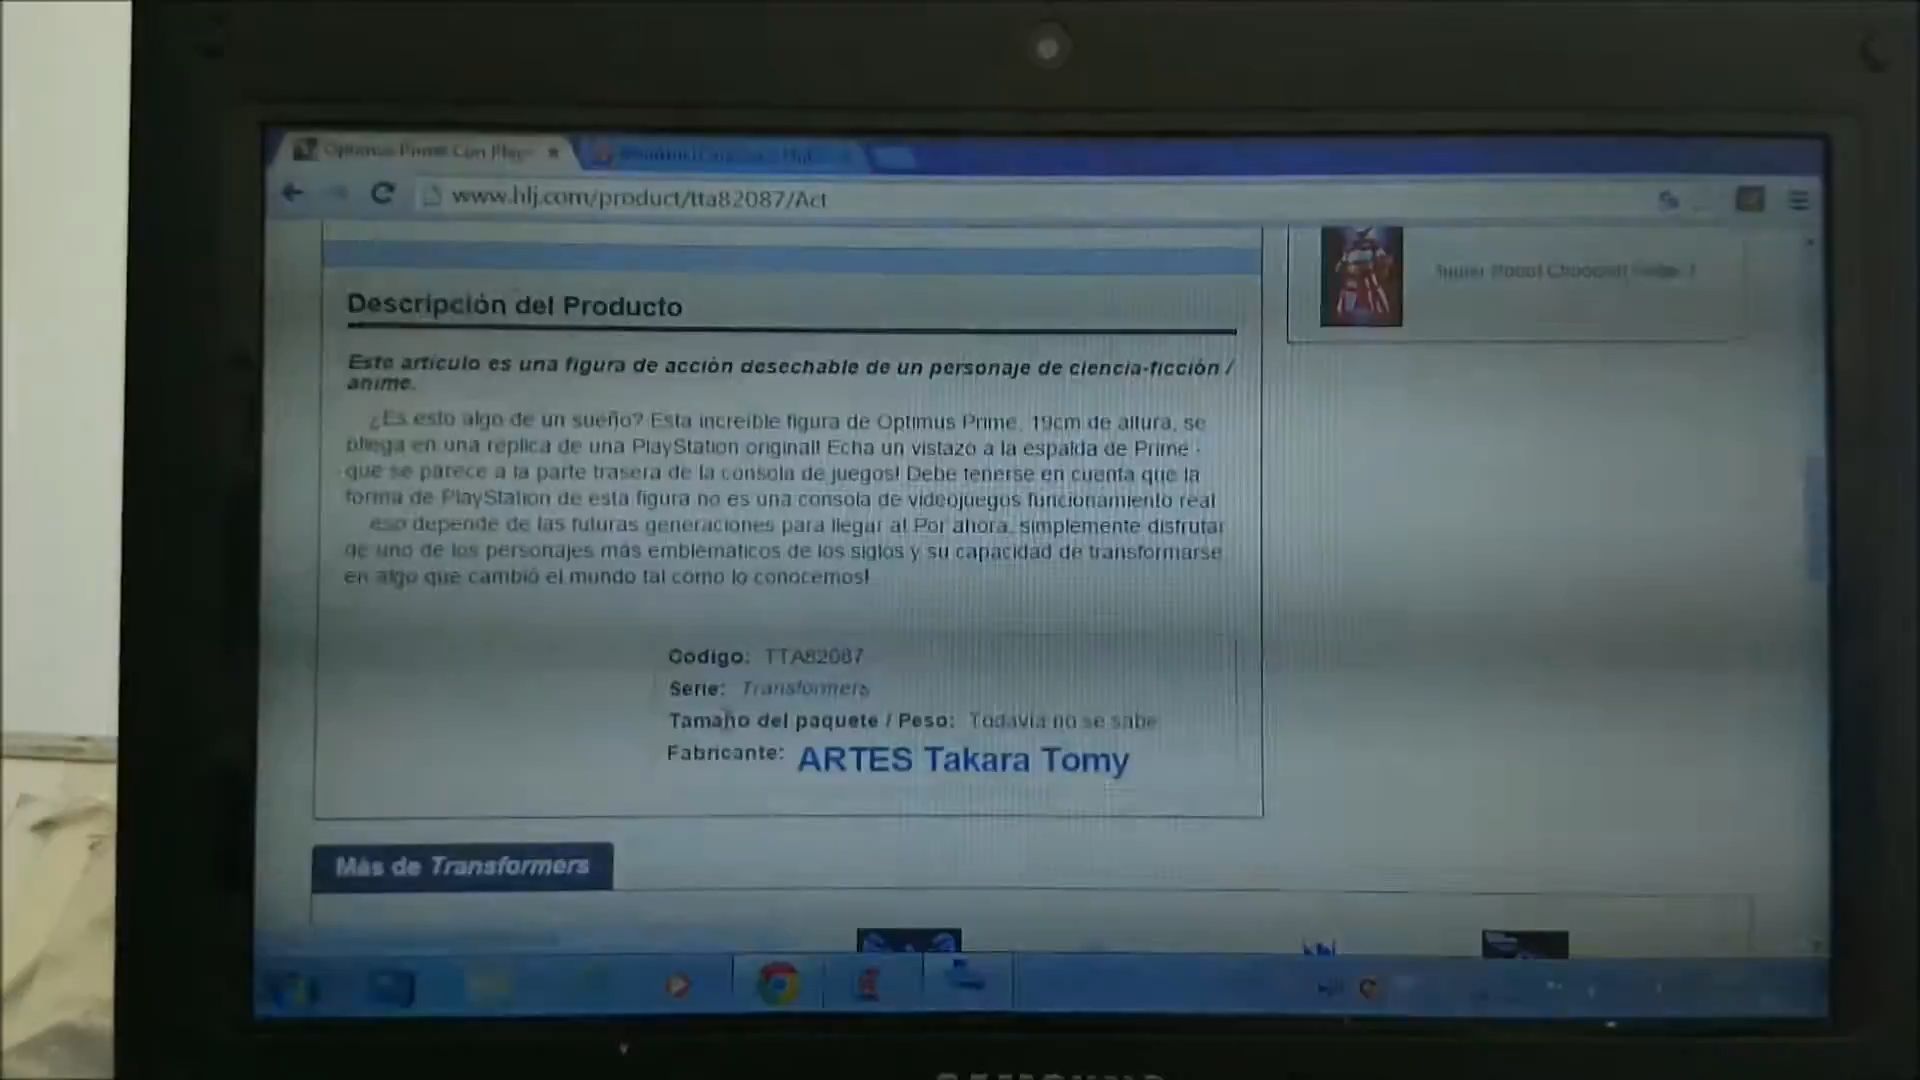 Optimus Prime Con Play
www.hlj.com/product/tta82087/Act
Descripción del Producto
Este artículo es una figura de acción desechable de un personaje de ciencia-ficción /
anime.
¿Es esto algo de un sueño? Esta increíble figura de Optimus Prime, 19cm de altura, se
pliega en una réplica de una PlayStation original! Echa un vistazo a la espalda de Prime -
que se parece a la parte trasera de la consola de juegos! Debe tenerse en cuenta que la
forma de PlayStation de esta figura no es una consola de videojuegos funcionamiento real
eso depende de las futuras generaciones para llegar a! Por ahora, simplemente disfrutar
de uno de los personajes más emblemáticos de los siglos y su capacidad de transformarse
en algo que cambió el mundo tal como lo conocemos!
Código: TTA82087
Serie: Transformers
Tamaño del paquete / Peso: Todavía no se sabe
Fabricante: ARTES Takara Tomy
Más de Transformers